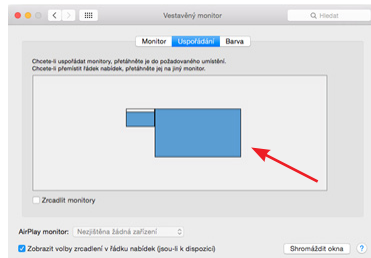 Vestavěný monitor
Hledat
Monitor Uspořádání Barva
Chcete-li uspořádat monitory, přetáhněte je do požadovaného umístění.
Chcete-li přemístit řádek nabídek, přetáhněte jej na jiný monitor.
Zrcadlit monitory
AirPlay monitor: Nezjištěna žádná zařízení
Zobrazit volby zrcadlení v řádku nabídek (jsou-li k dispozici) Shromáždit okna ?